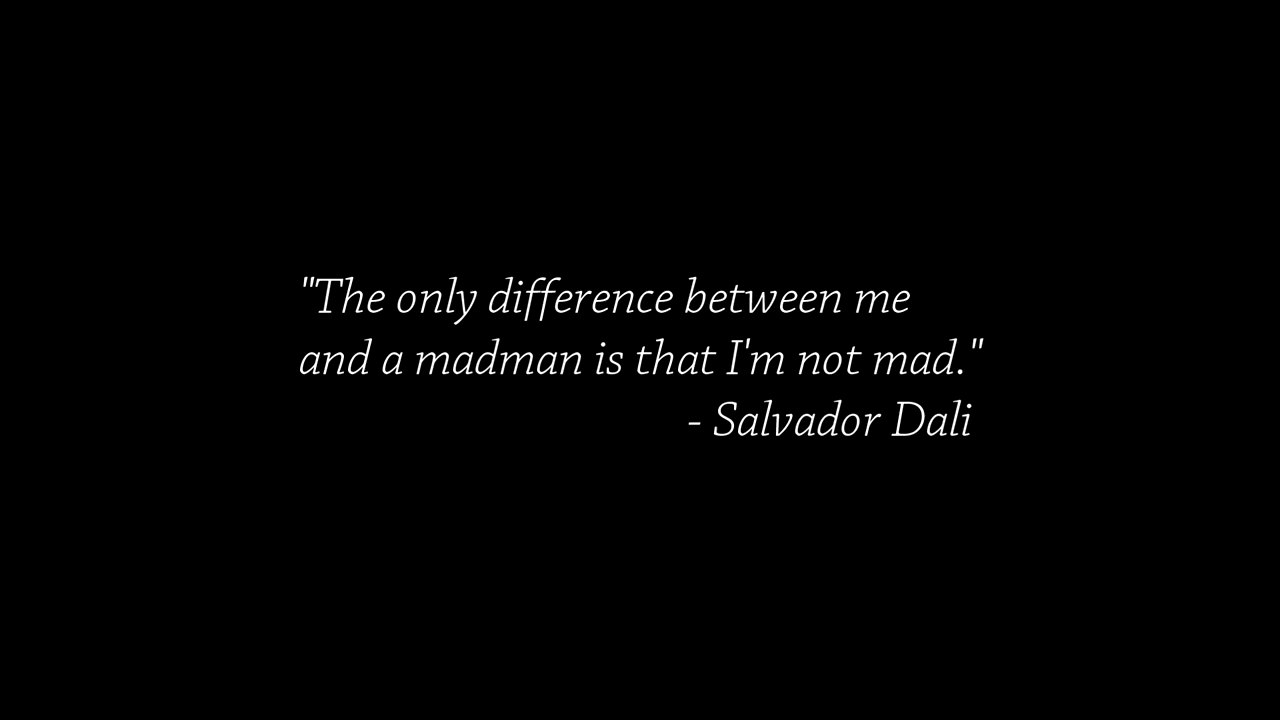 "The only difference between me
and a madman is that I'm not mad."
- Salvador Dali